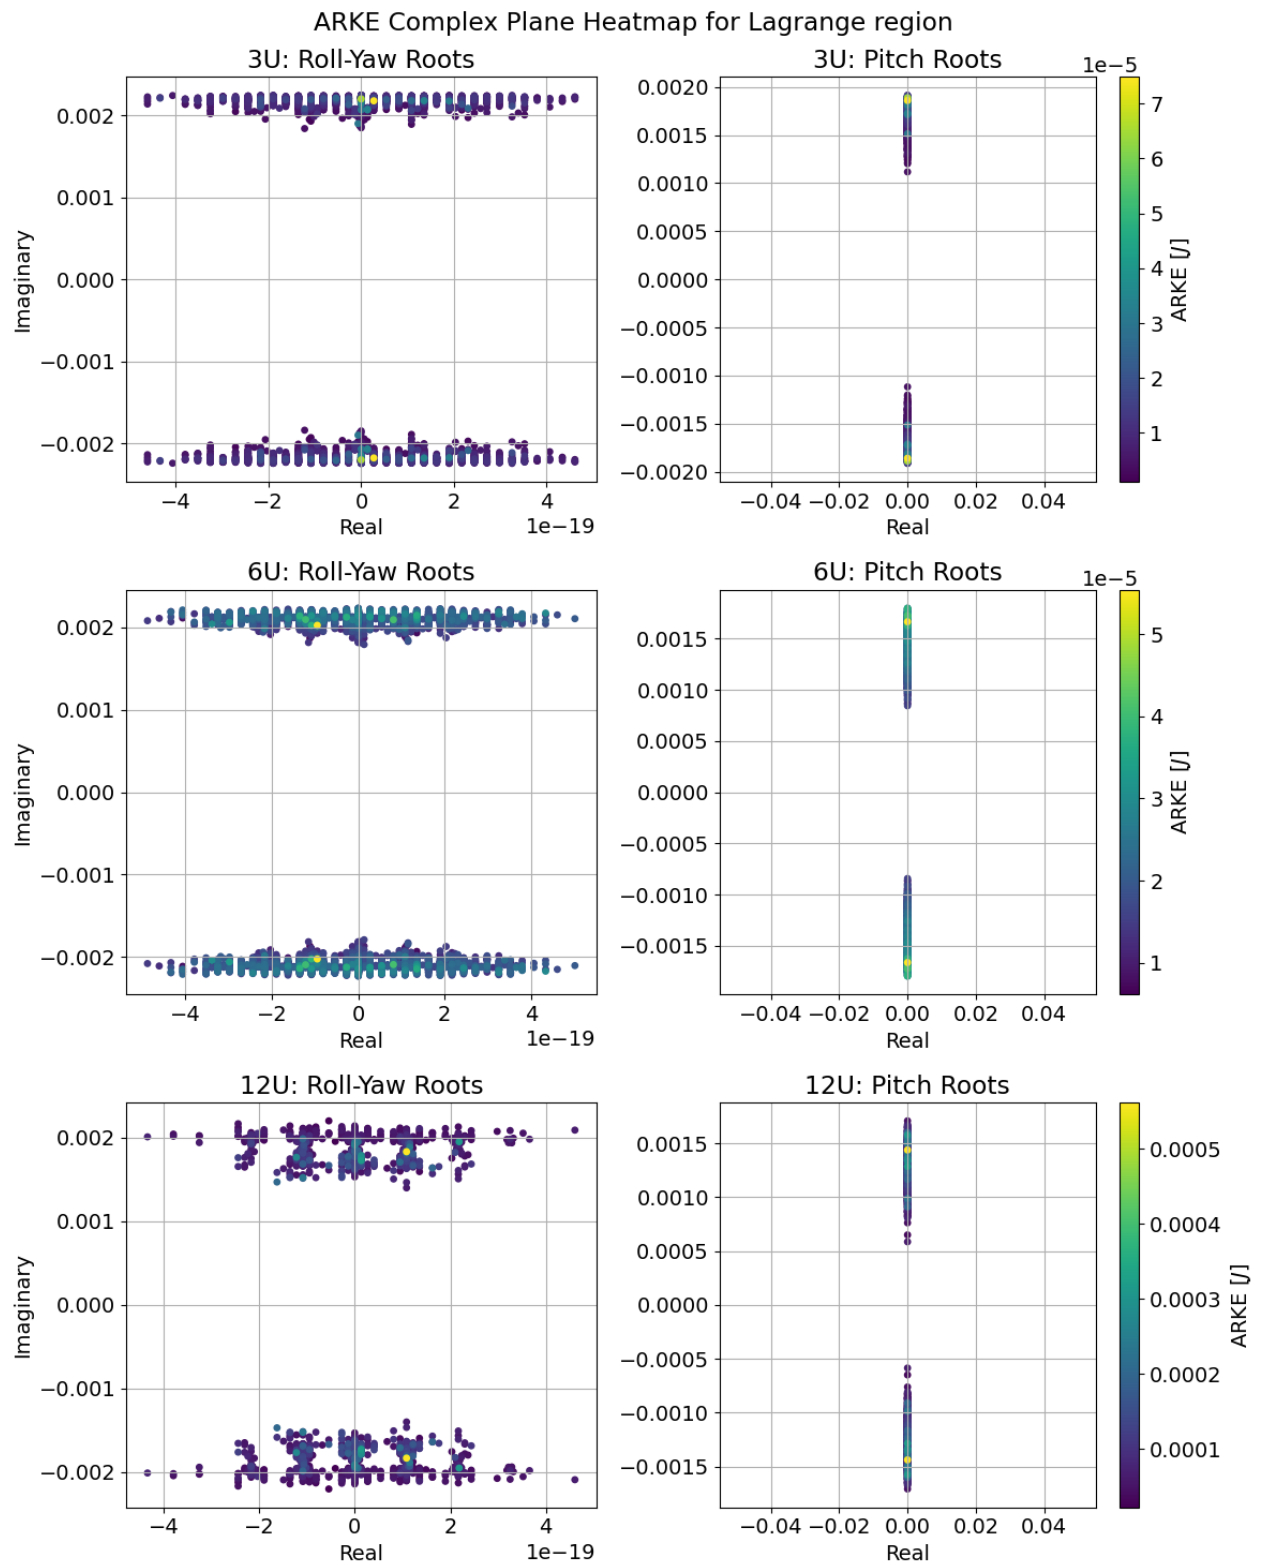 ARKE Complex Plane Heatmap for Lagrange region
3U: Roll-Yaw Roots
3U: Pitch Roots
1e−5
Imaginary
0.002
0.001
0.000
−0.001
−0.002
−4 −2 0 2 4
Real
1e−19
0.0020
0.0015
0.0010
0.0005
0.0000
−0.0005
−0.0010
−0.0015
−0.0020
−0.04 −0.02 0.00 0.02 0.04
Real
7
6
5
4
3
2
1
ARKE [J]
6U: Roll-Yaw Roots
6U: Pitch Roots
1e−5
Imaginary
0.002
0.001
0.000
−0.001
−0.002
−4 −2 0 2 4
Real
1e−19
0.0015
0.0010
0.0005
0.0000
−0.0005
−0.0010
−0.0015
−0.04 −0.02 0.00 0.02 0.04
Real
5
4
3
2
1
ARKE [J]
12U: Roll-Yaw Roots
12U: Pitch Roots
Imaginary
0.002
0.001
0.000
−0.001
−0.002
−4 −2 0 2 4
Real
1e−19
0.0015
0.0010
0.0005
0.0000
−0.0005
−0.0010
−0.0015
−0.04 −0.02 0.00 0.02 0.04
Real
0.0005
0.0004
0.0003
0.0002
0.0001
ARKE [J]